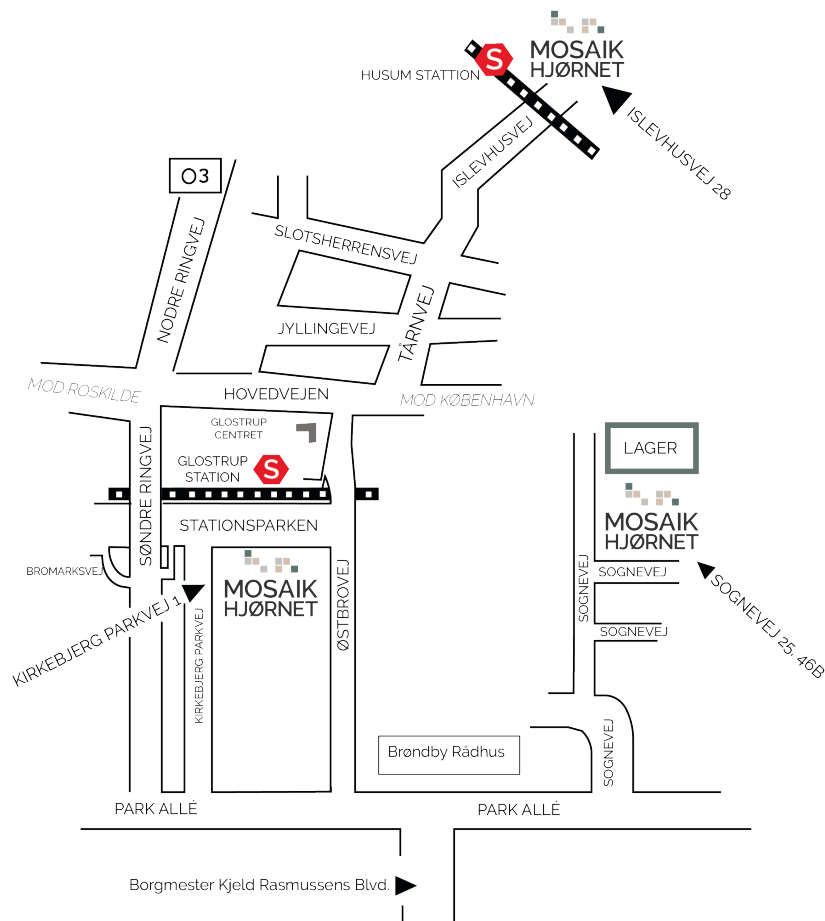 MOSAIK
HJØRNET
S
HUSUM STATTION
ISLEVHUSVEJ 28
ISLEVHUSVEJ
O3
NODRE RINGVEJ
SLOTSHERRENSVEJ
TÅRNVEJ
JYLLINGEVEJ
MOD ROSKILDE
HOVEDVEJEN
MOD KØBENHAVN
GLOSTRUP
CENTRET
GLOSTRUP
STATION
S
SØNDRE RINGVEJ
STATIONSPARKEN
LAGER
MOSAIK
HJØRNET
BROMARKSVEJ
MOSAIK
HJØRNET
ØSTBROVEJ
SOGNEVEJ
SOGNEVEJ
SOGNEVEJ
SOGNEVEJ 25, 46B
KIRKEBJERG PARKVEJ 1
KIRKEBJERG PARKVEJ
Brøndby Rådhus
SOGNEVEJ
PARK ALLÉ
PARK ALLÉ
Borgmester Kjeld Rasmussens Blvd.